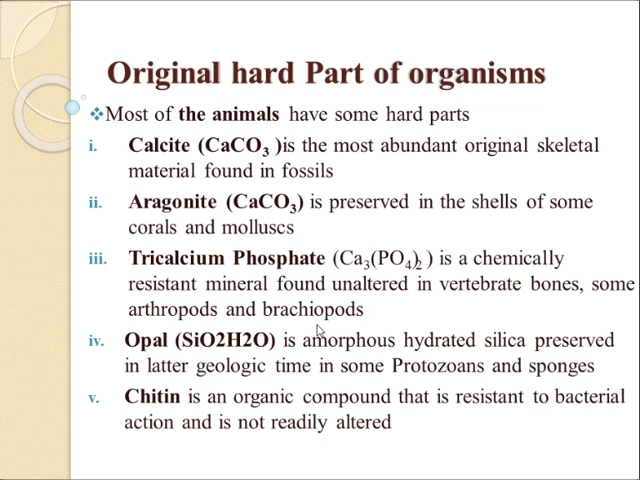 Original hard Part of organisms
❖Most of the animals have some hard parts
i. Calcite (CaCO₃ )is the most abundant original skeletal
material found in fossils
ii. Aragonite (CaCO₃) is preserved in the shells of some
corals and molluscs
iii. Tricalcium Phosphate (Ca₃(PO₄)₂ ) is a chemically
resistant mineral found unaltered in vertebrate bones, some
arthropods and brachiopods
iv. Opal (SiO2H2O) is amorphous hydrated silica preserved
in latter geologic time in some Protozoans and sponges
v. Chitin is an organic compound that is resistant to bacterial
action and is not readily altered